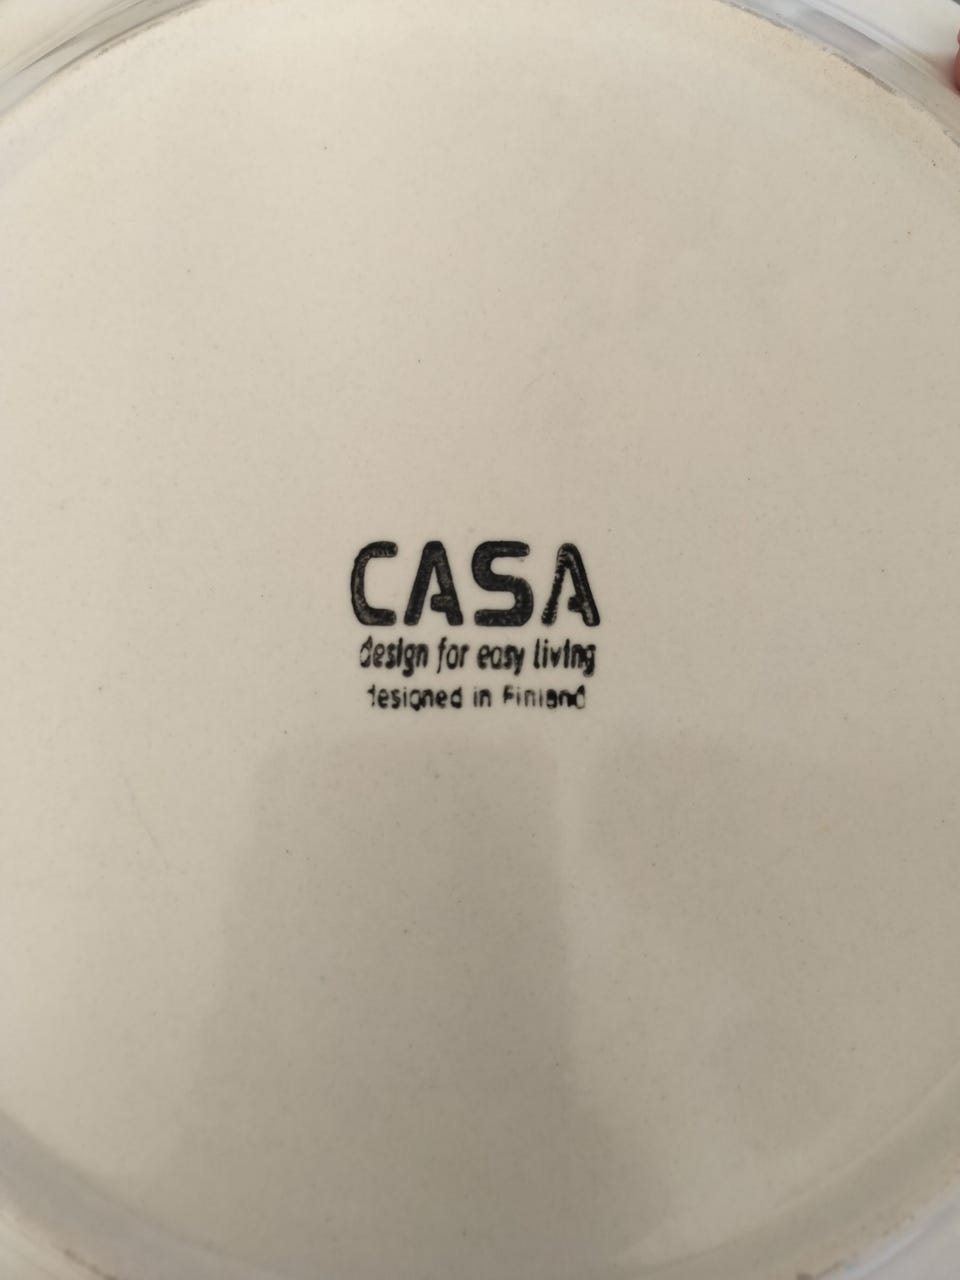 CASA
design for easy living
designed in Finland